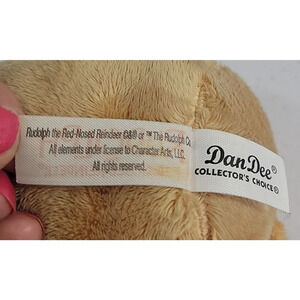 Rudolph the Red-Nosed Reindeer ©&® or ™ The Rudolph Co
All elements under license to Character Arts, LLC.
All rights reserved.
Dan Dee®
COLLECTOR'S CHOICE®